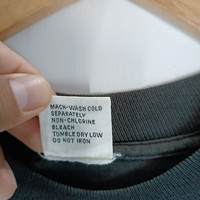 MACH-WASH COLD
SEPARATELY
NON-CHLORINE
BLEACH
TUMBLE DRY LOW
DO NOT IRON